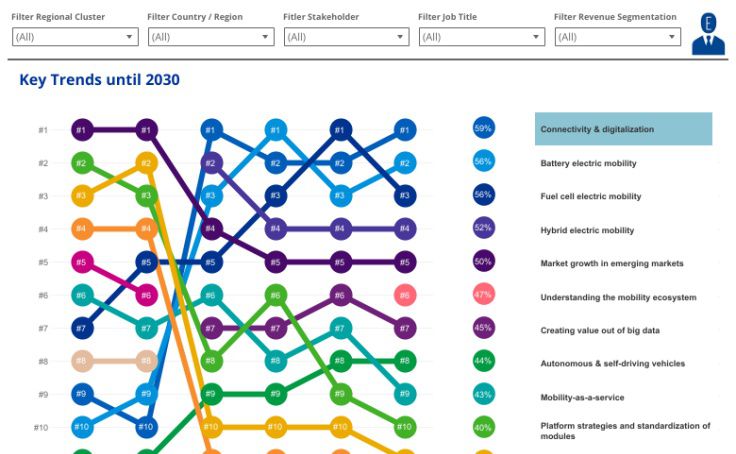 Filter Regional Cluster Filter Country / Region Fitler Stakeholder Filter Job Title Filter Revenue Segmentation
(All) (All) (All) (All) (All) E
Key Trends until 2030
#1 #1 #1 #1 #1 #1 #1 59% Connectivity & digitalization
#2 #2 #2 #2 #2 #2 #2 56% Battery electric mobility
#3 #3 #3 #3 #3 #3 #3 56% Fuel cell electric mobility
#4 #4 #4 #4 #4 #4 #4 52% Hybrid electric mobility
#5 #5 #5 #5 #5 #5 #5 50% Market growth in emerging markets
#6 #6 #6 #6 #6 #6 #6 47% Understanding the mobility ecosystem
#7 #7 #7 #7 #7 #7 #7 45% Creating value out of big data
#8 #8 #8 #8 #8 #8 #8 44% Autonomous & self-driving vehicles
#9 #9 #9 #9 #9 #9 #9 43% Mobility-as-a-service
#10 #10 #10 #10 #10 #10 #10 40% Platform strategies and standardization of
modules